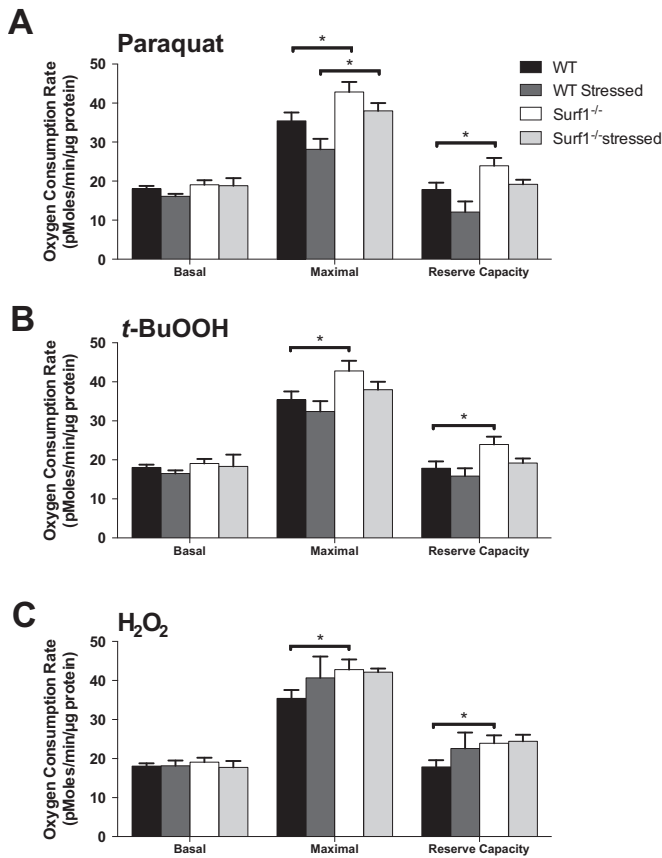 A
Paraquat
Oxygen Consumption Rate
(pMoles/min/µg protein)
50
40
30
20
10
0
*
*
*
Basal
Maximal
Reserve Capacity
WT
WT Stressed
Surf1-/-
Surf1-/-stressed
B
t-BuOOH
Oxygen Consumption Rate
(pMoles/min/µg protein)
50
40
30
20
10
0
*
*
Basal
Maximal
Reserve Capacity
C
H2O2
Oxygen Consumption Rate
(pMoles/min/µg protein)
50
40
30
20
10
0
*
*
Basal
Maximal
Reserve Capacity